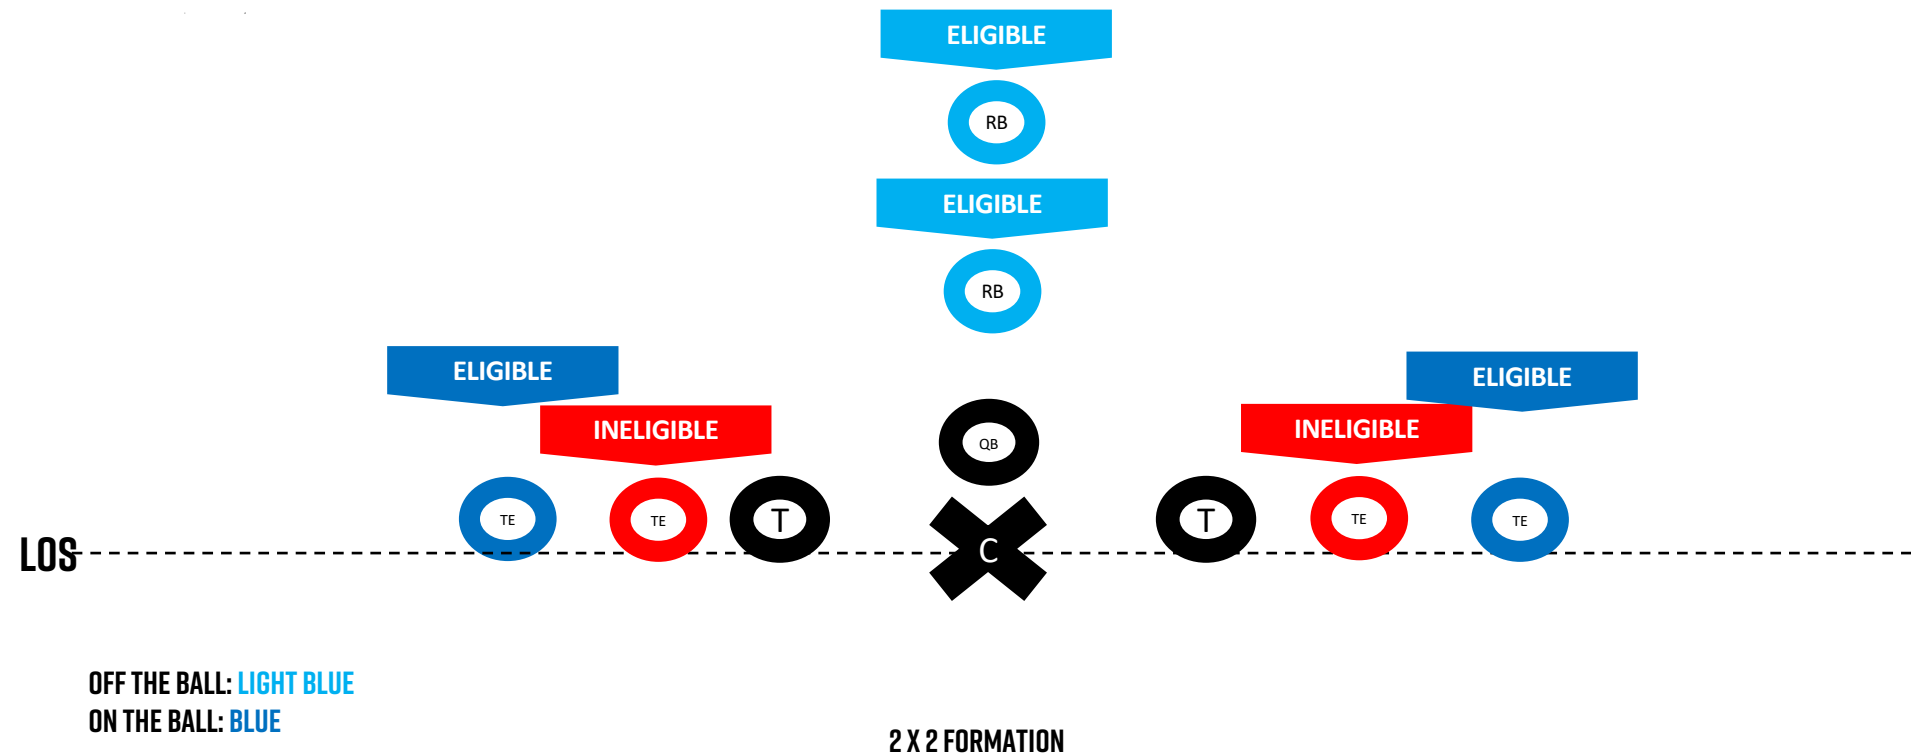 ELIGIBLE
RB
ELIGIBLE
RB
ELIGIBLE
ELIGIBLE
INELIGIBLE
INELIGIBLE
QB
TE
TE
T
T
TE
TE
LOS
C
OFF THE BALL: LIGHT BLUE
ON THE BALL: BLUE
2 X 2 FORMATION